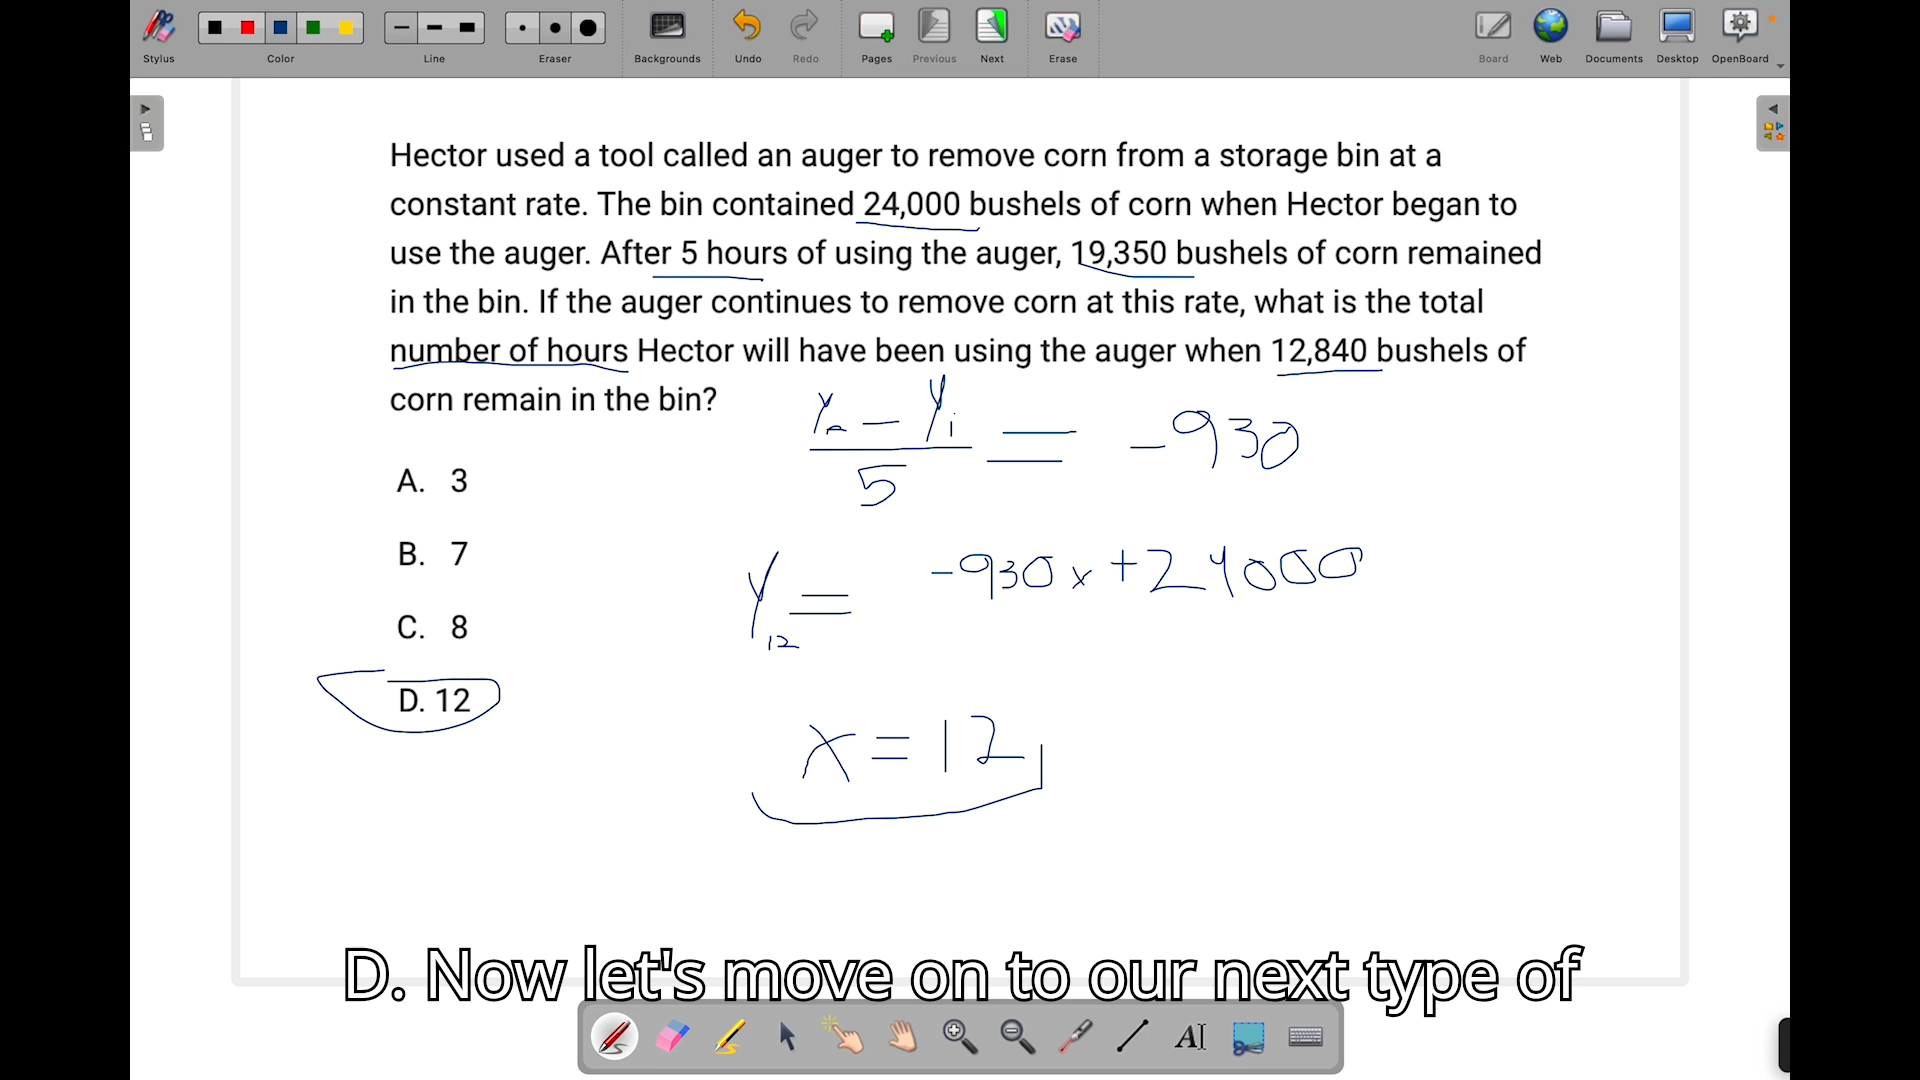 Stylus
Color
Line
Eraser
Backgrounds
Undo
Redo
Pages
Previous
Next
Erase
Board
Web
Documents
Desktop
OpenBoard
Hector used a tool called an auger to remove corn from a storage bin at a
constant rate. The bin contained 24,000 bushels of corn when Hector began to
use the auger. After 5 hours of using the auger, 19,350 bushels of corn remained
in the bin. If the auger continues to remove corn at this rate, what is the total
number of hours Hector will have been using the auger when 12,840 bushels of
corn remain in the bin?
y - yi
5
= -930
A. 3
B. 7
C. 8
D. 12
y12 = -930x + 24000
x = 12
D. Now let's move on to our next type of
AI